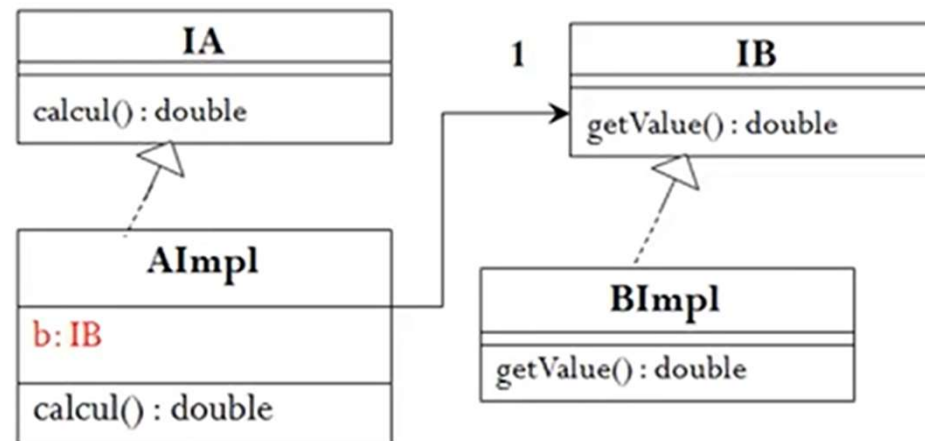 IA
calcul() : double
1
IB
getValue() : double
AImpl
b: IB
calcul() : double
BImpl
getValue() : double